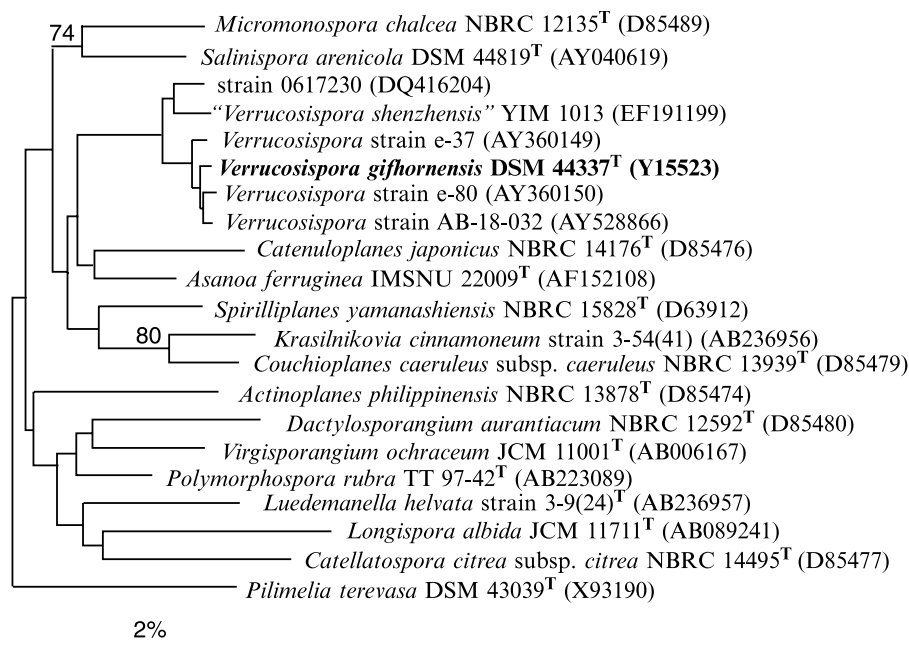 74
Micromonospora chalcea NBRC 12135ᵀ (D85489)
Salinispora arenicola DSM 44819ᵀ (AY040619)
strain 0617230 (DQ416204)
“Verrucosispora shenzhensis” YIM 1013 (EF191199)
Verrucosispora strain e-37 (AY360149)
Verrucosispora gifhornensis DSM 44337ᵀ (Y15523)
Verrucosispora strain e-80 (AY360150)
Verrucosispora strain AB-18-032 (AY528866)
Catenuloplanes japonicus NBRC 14176ᵀ (D85476)
Asanoa ferruginea IMSNU 22009ᵀ (AF152108)
Spirilliplanes yamanashiensis NBRC 15828ᵀ (D63912)
80
Krasilnikovia cinnamoneum strain 3-54(41) (AB236956)
Couchioplanes caeruleus subsp. caeruleus NBRC 13939ᵀ (D85479)
Actinoplanes philippinensis NBRC 13878ᵀ (D85474)
Dactylosporangium aurantiacum NBRC 12592ᵀ (D85480)
Virgisporangium ochraceum JCM 11001ᵀ (AB006167)
Polymorphospora rubra TT 97-42ᵀ (AB223089)
Luedemanella helvata strain 3-9(24)ᵀ (AB236957)
Longispora albida JCM 11711ᵀ (AB089241)
Catellatospora citrea subsp. citrea NBRC 14495ᵀ (D85477)
Pilimelia terevasa DSM 43039ᵀ (X93190)
2%